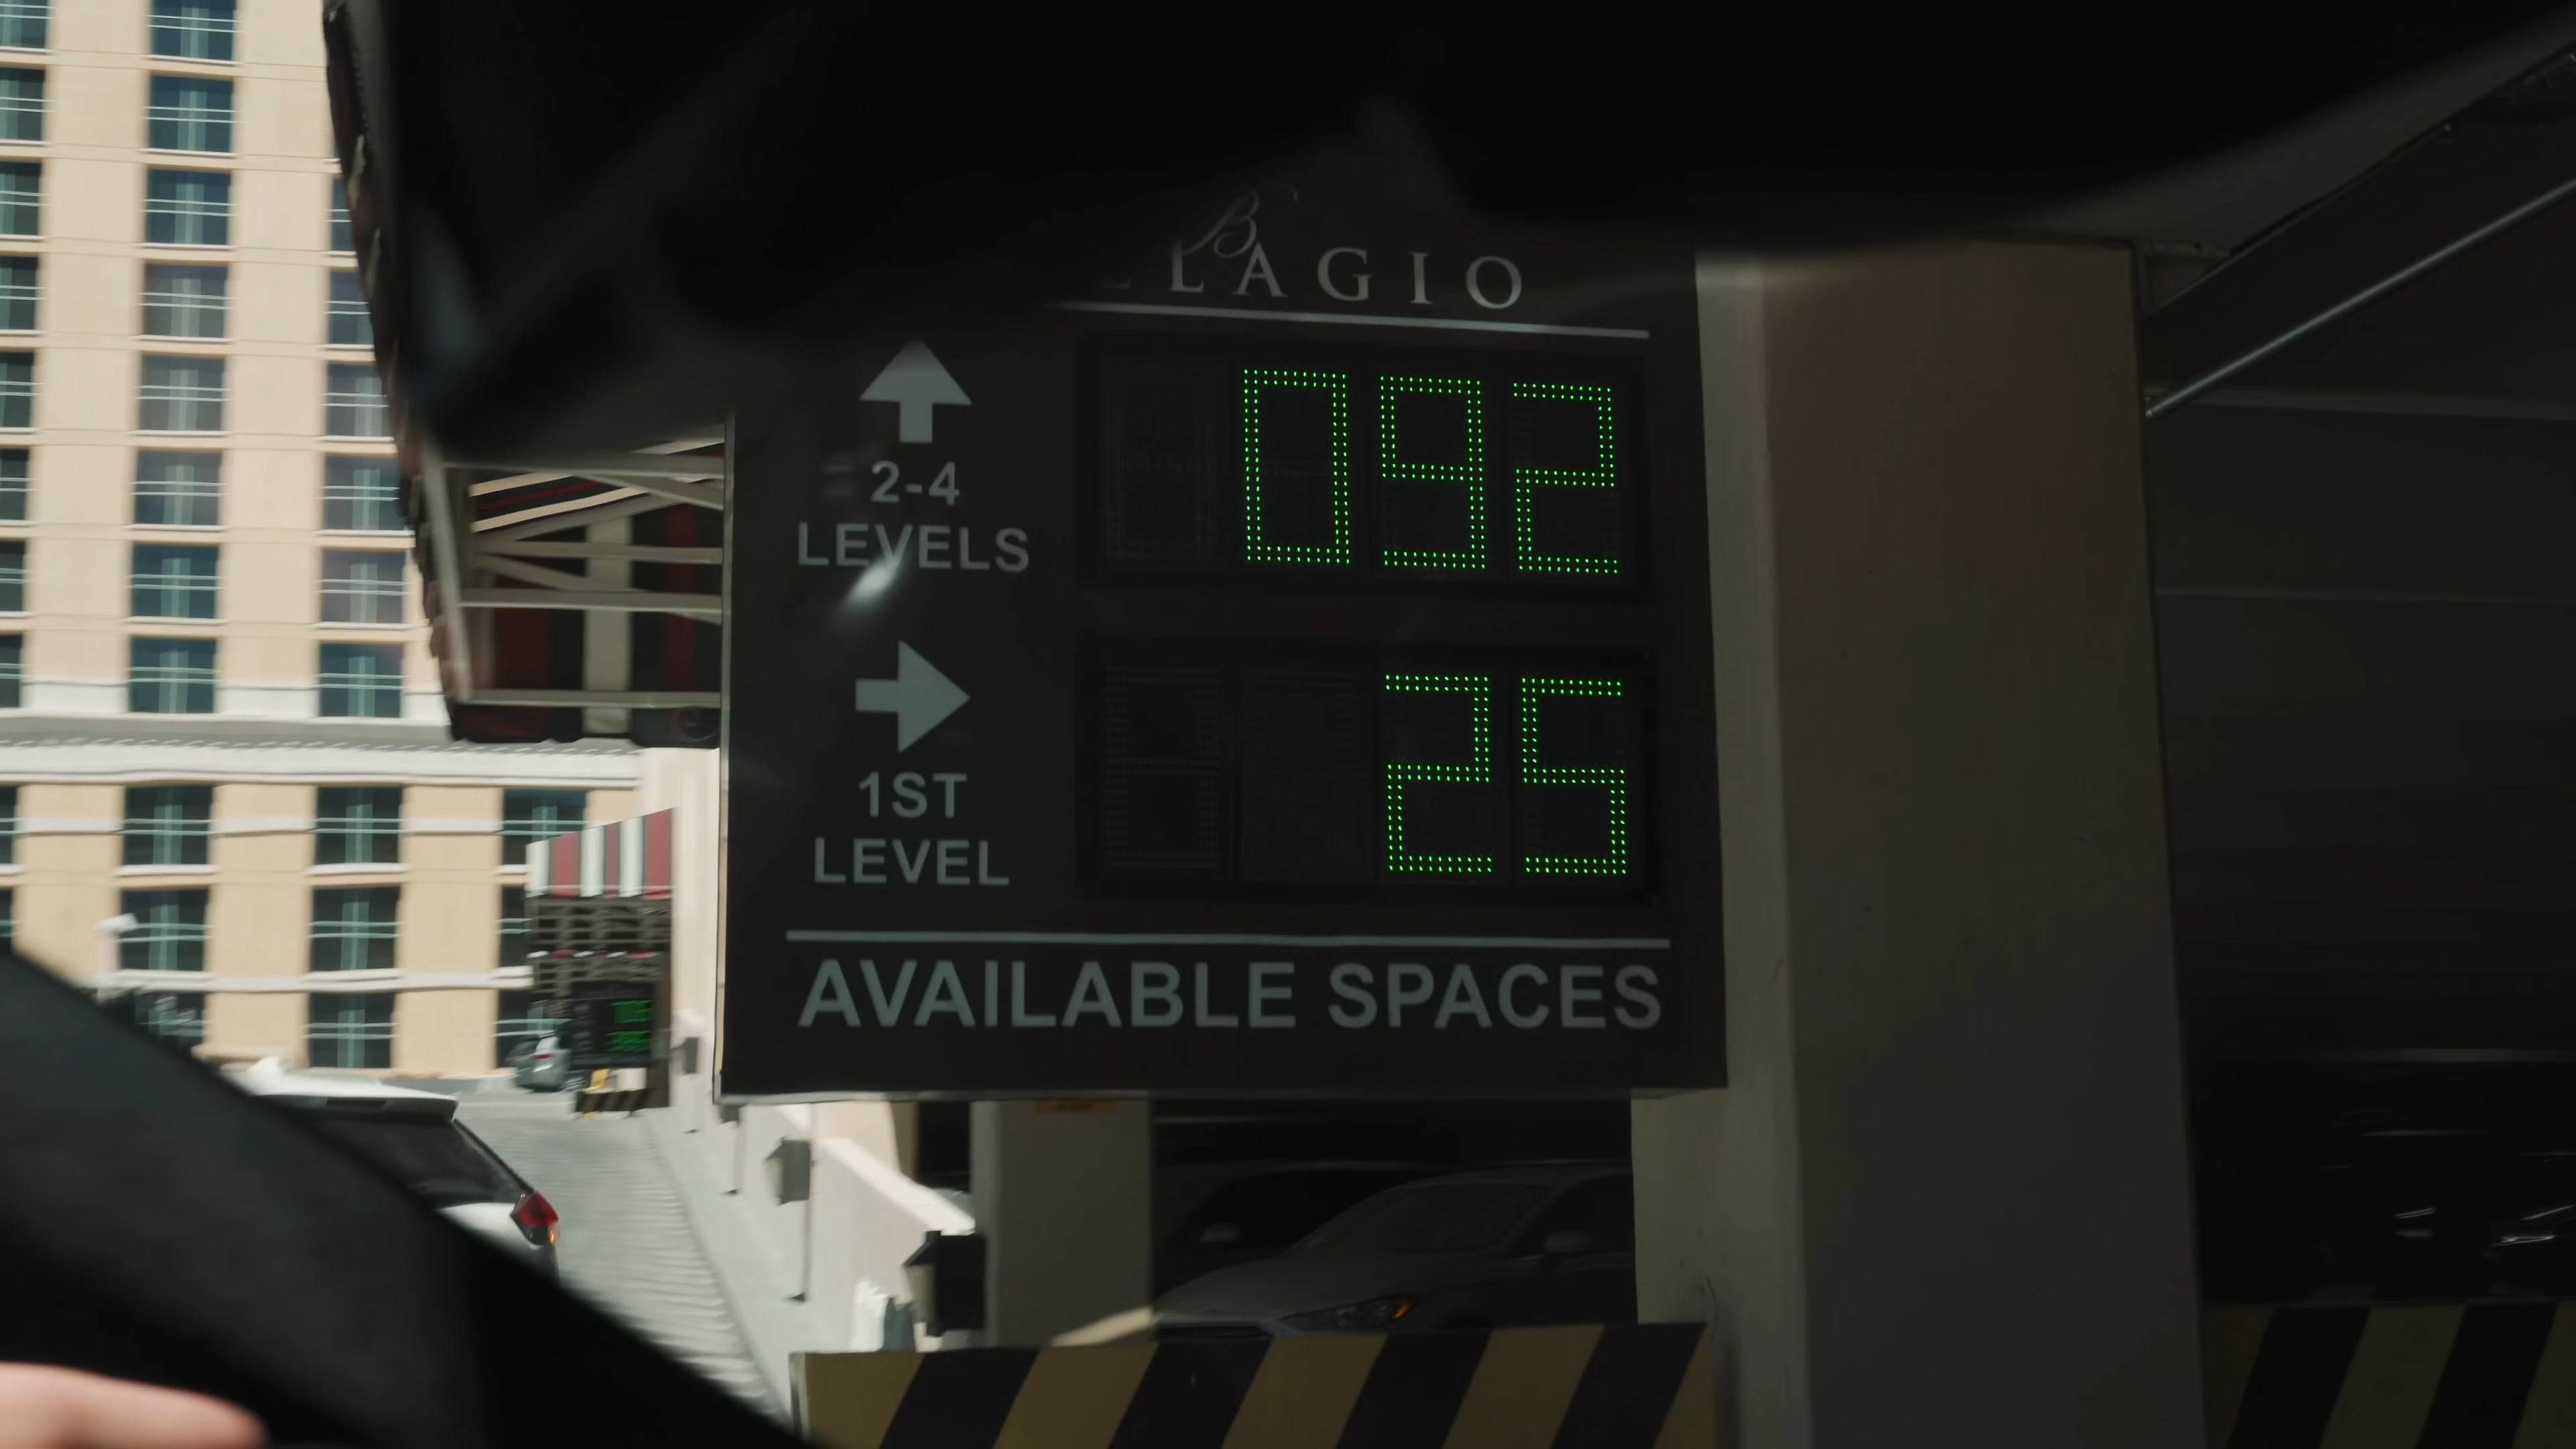 B
LAGIO
2-4
LEVELS
092
1ST
LEVEL
25
AVAILABLE SPACES